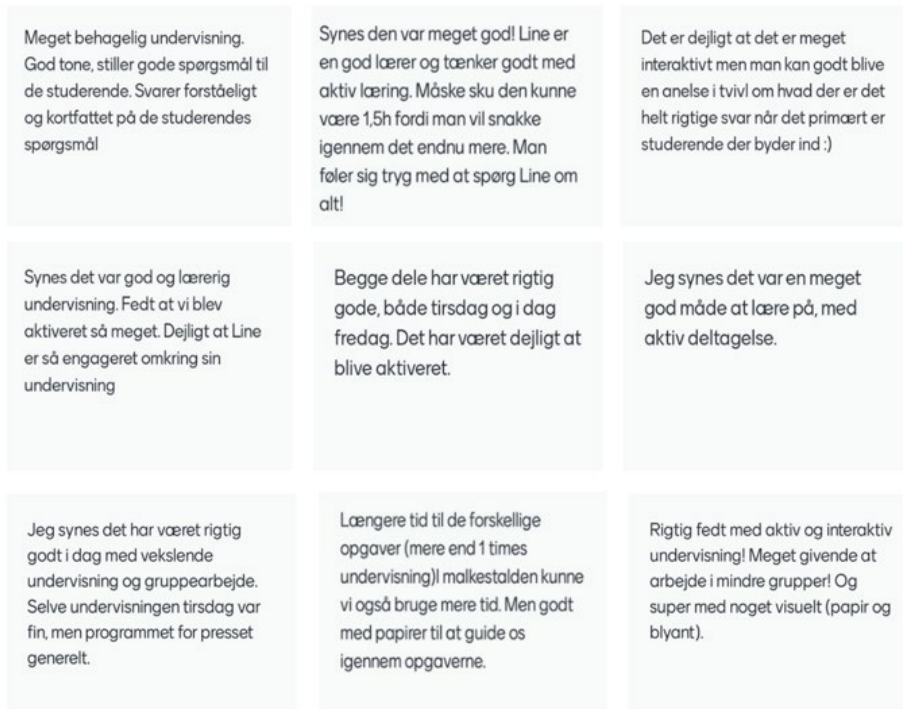 Meget behagelig undervisning.
God tone, stiller gode spørgsmål til
de studerende. Svarer forståeligt
og kortfattet på de studerendes
spørgsmål
Synes den var meget god! Line er
en god lærer og tænker godt med
aktiv læring. Måske sku den kunne
være 1,5h fordi man vil snakke
igennem det endnu mere. Man
føler sig tryg med at spørg Line om
alt!
Det er dejligt at det er meget
interaktivt men man kan godt blive
en anelse i tvivl om hvad der er det
helt rigtige svar når det primært er
studerende der byder ind :)
Synes det var god og lærerig
undervisning. Fedt at vi blev
aktiveret så meget. Dejligt at Line
er så engageret omkring sin
undervisning
Begge dele har været rigtig
gode, både tirsdag og i dag
fredag. Det har været dejligt at
blive aktiveret.
Jeg synes det var en meget
god måde at lære på, med
aktiv deltagelse.
Jeg synes det har været rigtig
godt i dag med vekslende
undervisning og gruppearbejde.
Selve undervisningen tirsdag var
fin, men programmet for presset
generelt.
Længere tid til de forskellige
opgaver (mere end 1 times
undervisning)I malkestalden kunne
vi også bruge mere tid. Men godt
med papirer til at guide os
igennem opgaverne.
Rigtig fedt med aktiv og interaktiv
undervisning! Meget givende at
arbejde i mindre grupper! Og
super med noget visuelt (papir og
blyant).